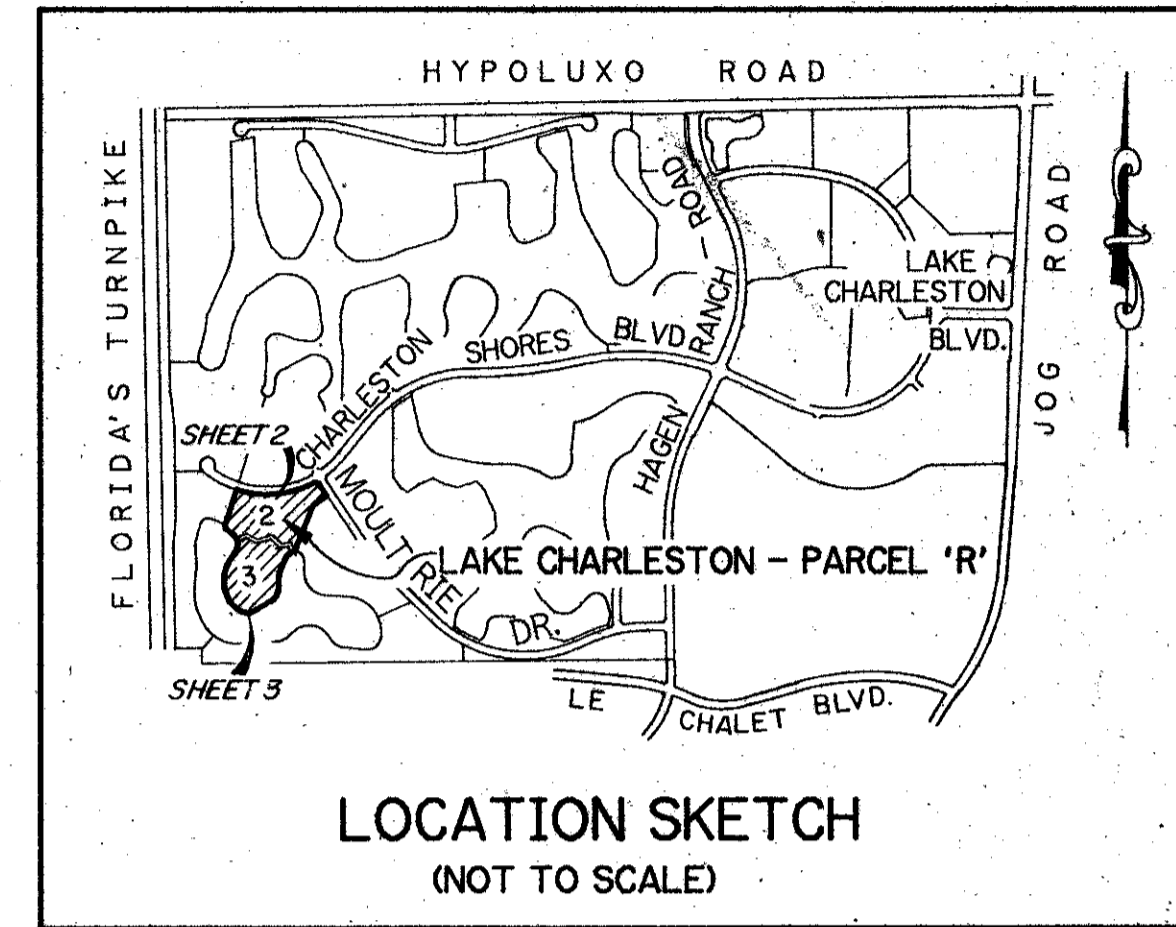 HYPOLUXO ROAD
FLORIDA'S TURNPIKE
HAGEN RANCH - ROAD
LAKE
CHARLESTON
BLVD.
JOG ROAD
CHARLESTON SHORES BLVD.
SHEET 2
MOULTRIE DR.
2
3
LAKE CHARLESTON - PARCEL 'R'
SHEET 3
LE CHALET BLVD.
LOCATION SKETCH
(NOT TO SCALE)